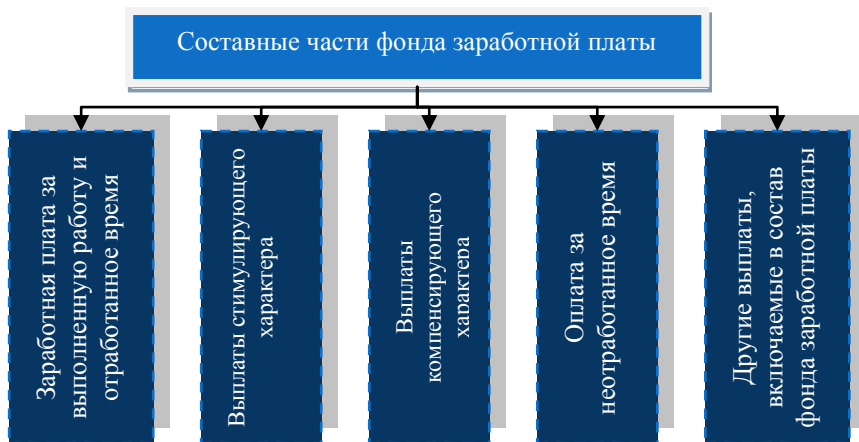 Составные части фонда заработной платы
Заработная плата за
выполненную работу и
отработанное время
Выплаты стимулирующего
характера
Выплаты
компенсирующего
характера
Оплата за
неотработанное время
Другие выплаты,
включаемые в состав
фонда заработной платы